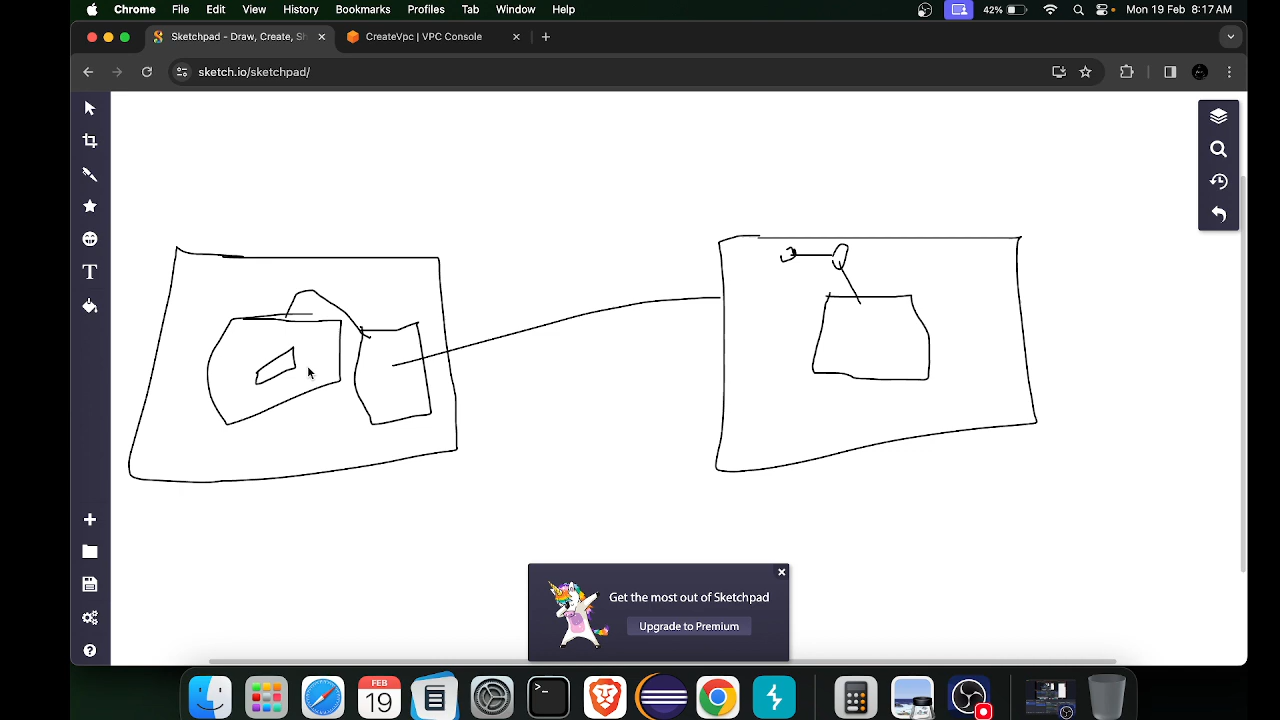 Chrome File Edit View History Bookmarks Profiles Tab Window Help 42% Mon 19 Feb 8:17 AM
Sketchpad - Draw, Create, Sh CreateVpc | VPC Console
sketch.io/sketchpad/
T
Get the most out of Sketchpad
Upgrade to Premium
FEB
19